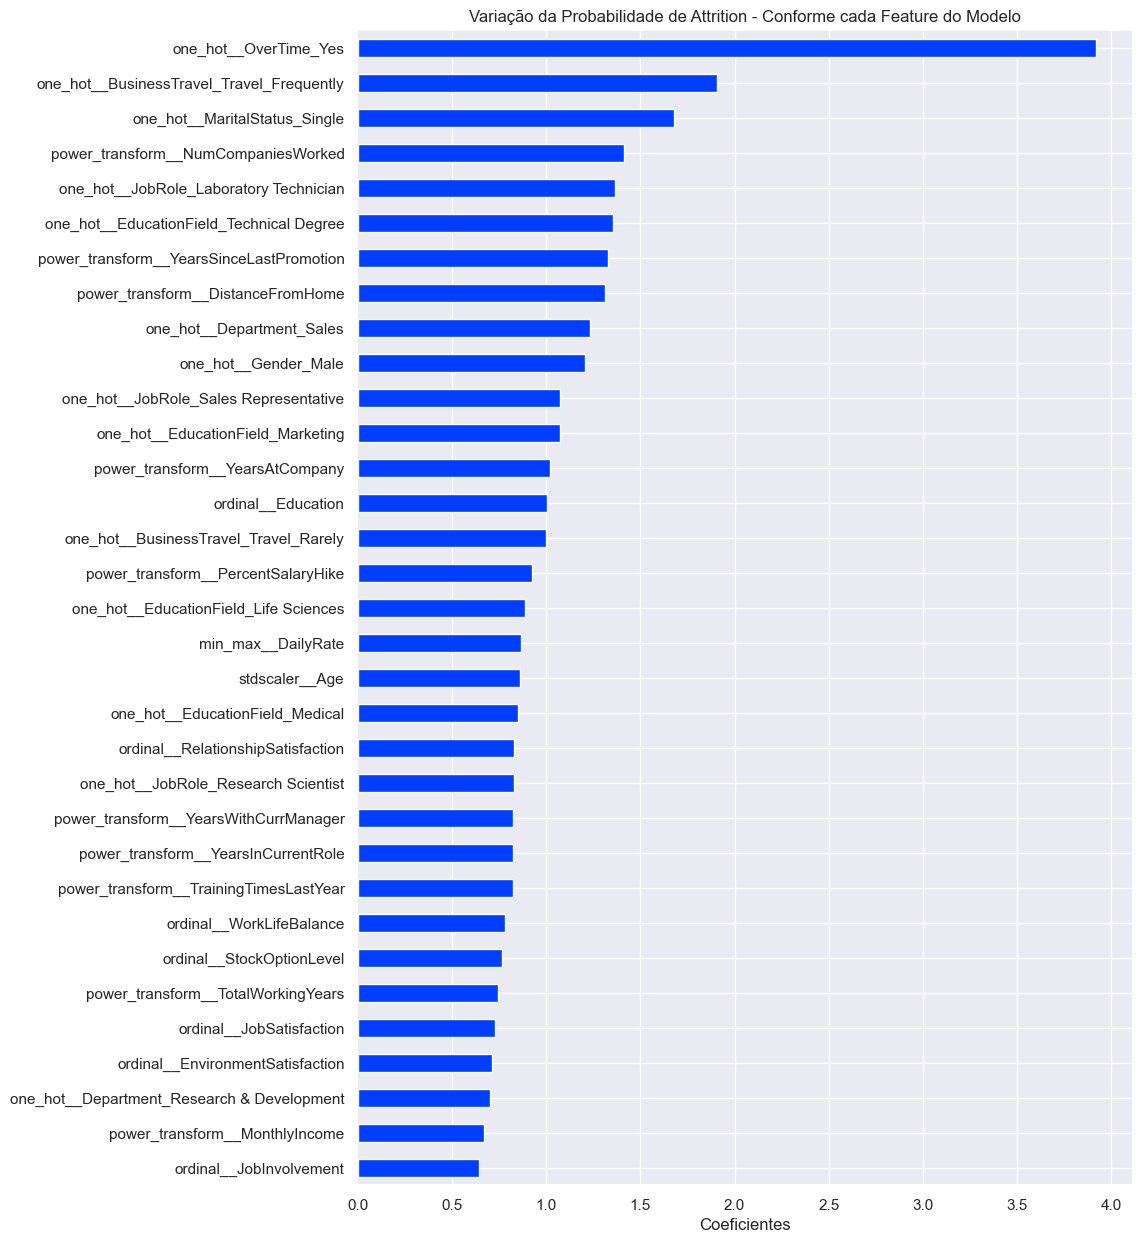 Variação da Probabilidade de Attrition - Conforme cada Feature do Modelo
one_hot__OverTime_Yes
one_hot__BusinessTravel_Travel_Frequently
one_hot__MaritalStatus_Single
power_transform__NumCompaniesWorked
one_hot__JobRole_Laboratory Technician
one_hot__EducationField_Technical Degree
power_transform__YearsSinceLastPromotion
power_transform__DistanceFromHome
one_hot__Department_Sales
one_hot__Gender_Male
one_hot__JobRole_Sales Representative
one_hot__EducationField_Marketing
power_transform__YearsAtCompany
ordinal__Education
one_hot__BusinessTravel_Travel_Rarely
power_transform__PercentSalaryHike
one_hot__EducationField_Life Sciences
min_max__DailyRate
stdscaler__Age
one_hot__EducationField_Medical
ordinal__RelationshipSatisfaction
one_hot__JobRole_Research Scientist
power_transform__YearsWithCurrManager
power_transform__YearsInCurrentRole
power_transform__TrainingTimesLastYear
ordinal__WorkLifeBalance
ordinal__StockOptionLevel
power_transform__TotalWorkingYears
ordinal__JobSatisfaction
ordinal__EnvironmentSatisfaction
one_hot__Department_Research & Development
power_transform__MonthlyIncome
ordinal__JobInvolvement
0.0 0.5 1.0 1.5 2.0 2.5 3.0 3.5 4.0
Coeficientes